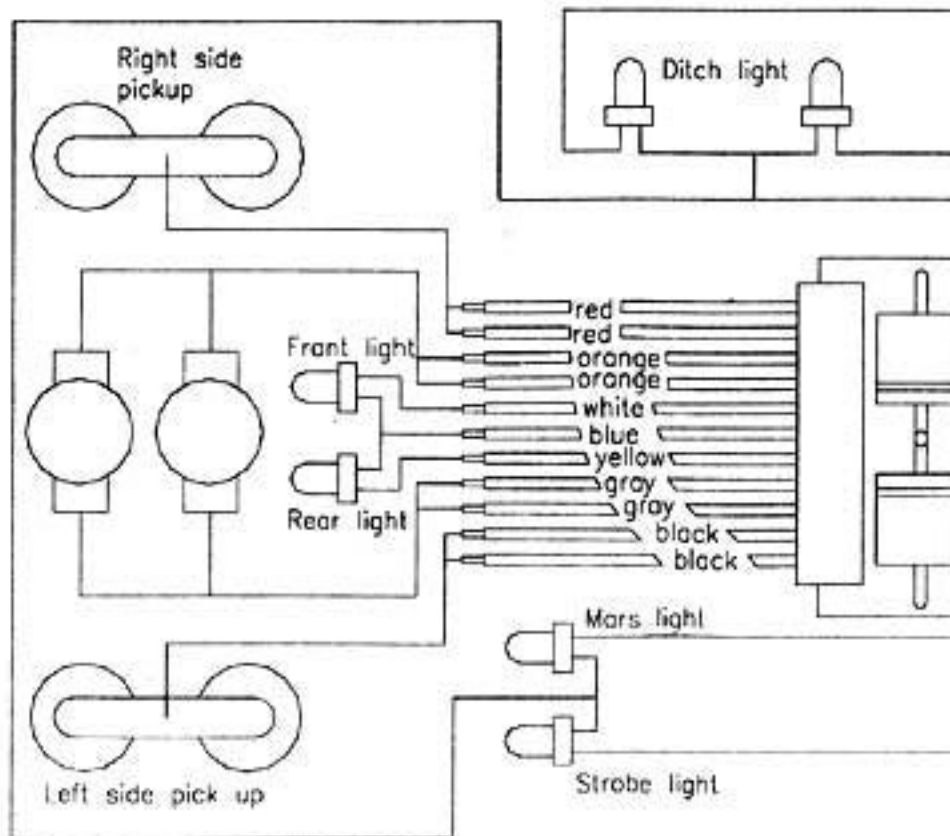 Right side
pickup
Ditch light
red
red
Front light
orange
orange
white
blue
yellow
gray
Rear light
gray
black
black
Mars light
Left side pick up
Strobe light